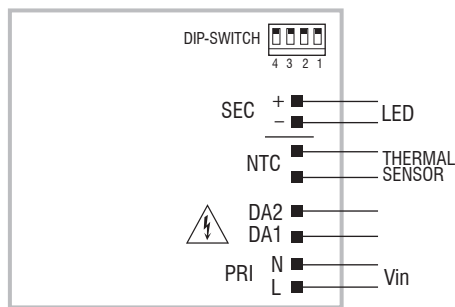 DIP-SWITCH
4 3 2 1
SEC + LED
−
NTC THERMAL
SENSOR
DA2
DA1
PRI N Vin
L